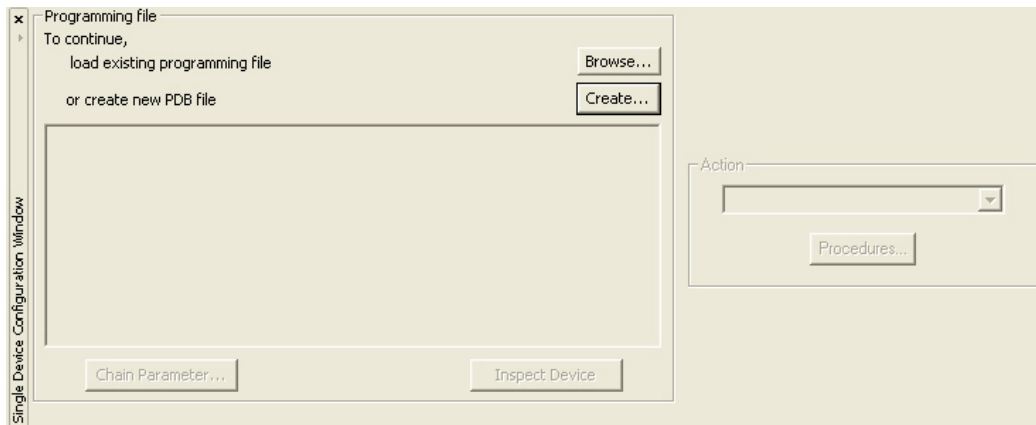 Programming file
To continue,
load existing programming file
Browse...
or create new PDB file
Create...
Action
Procedures...
Chain Parameter...
Inspect Device
Single Device Configuration Window